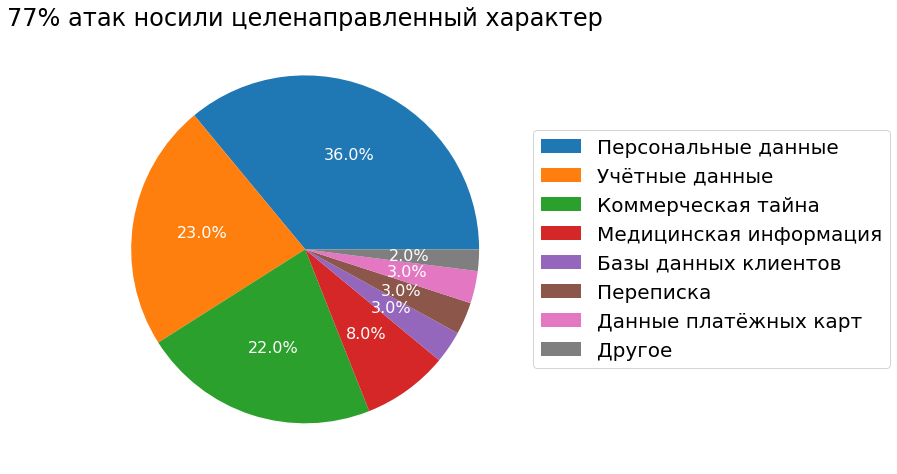 77% атак носили целенаправленный характер
36.0%
23.0%
22.0%
8.0%
3.0%
3.0%
3.0%
2.0%
Персональные данные
Учётные данные
Коммерческая тайна
Медицинская информация
Базы данных клиентов
Переписка
Данные платёжных карт
Другое